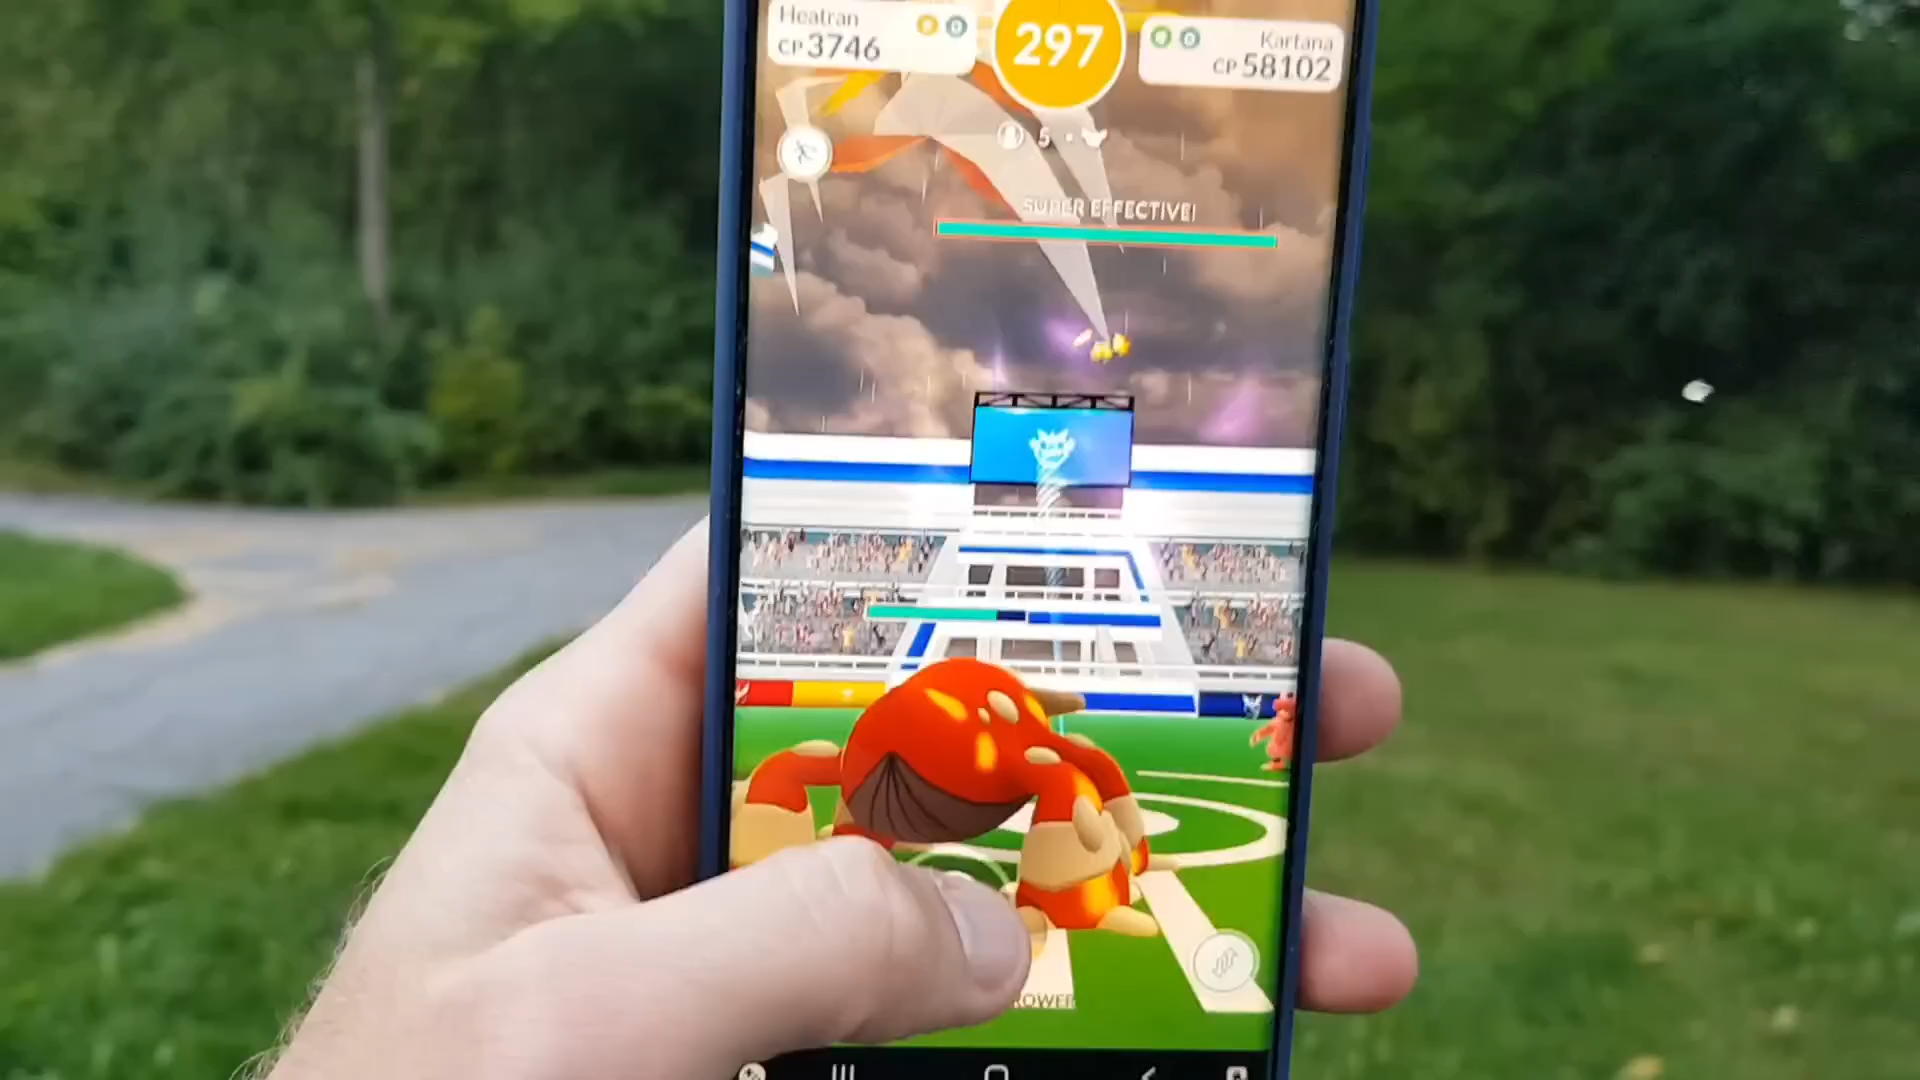 Heatran
CP3746
297
Kartana
CP58102
5
SUPER EFFECTIVE!